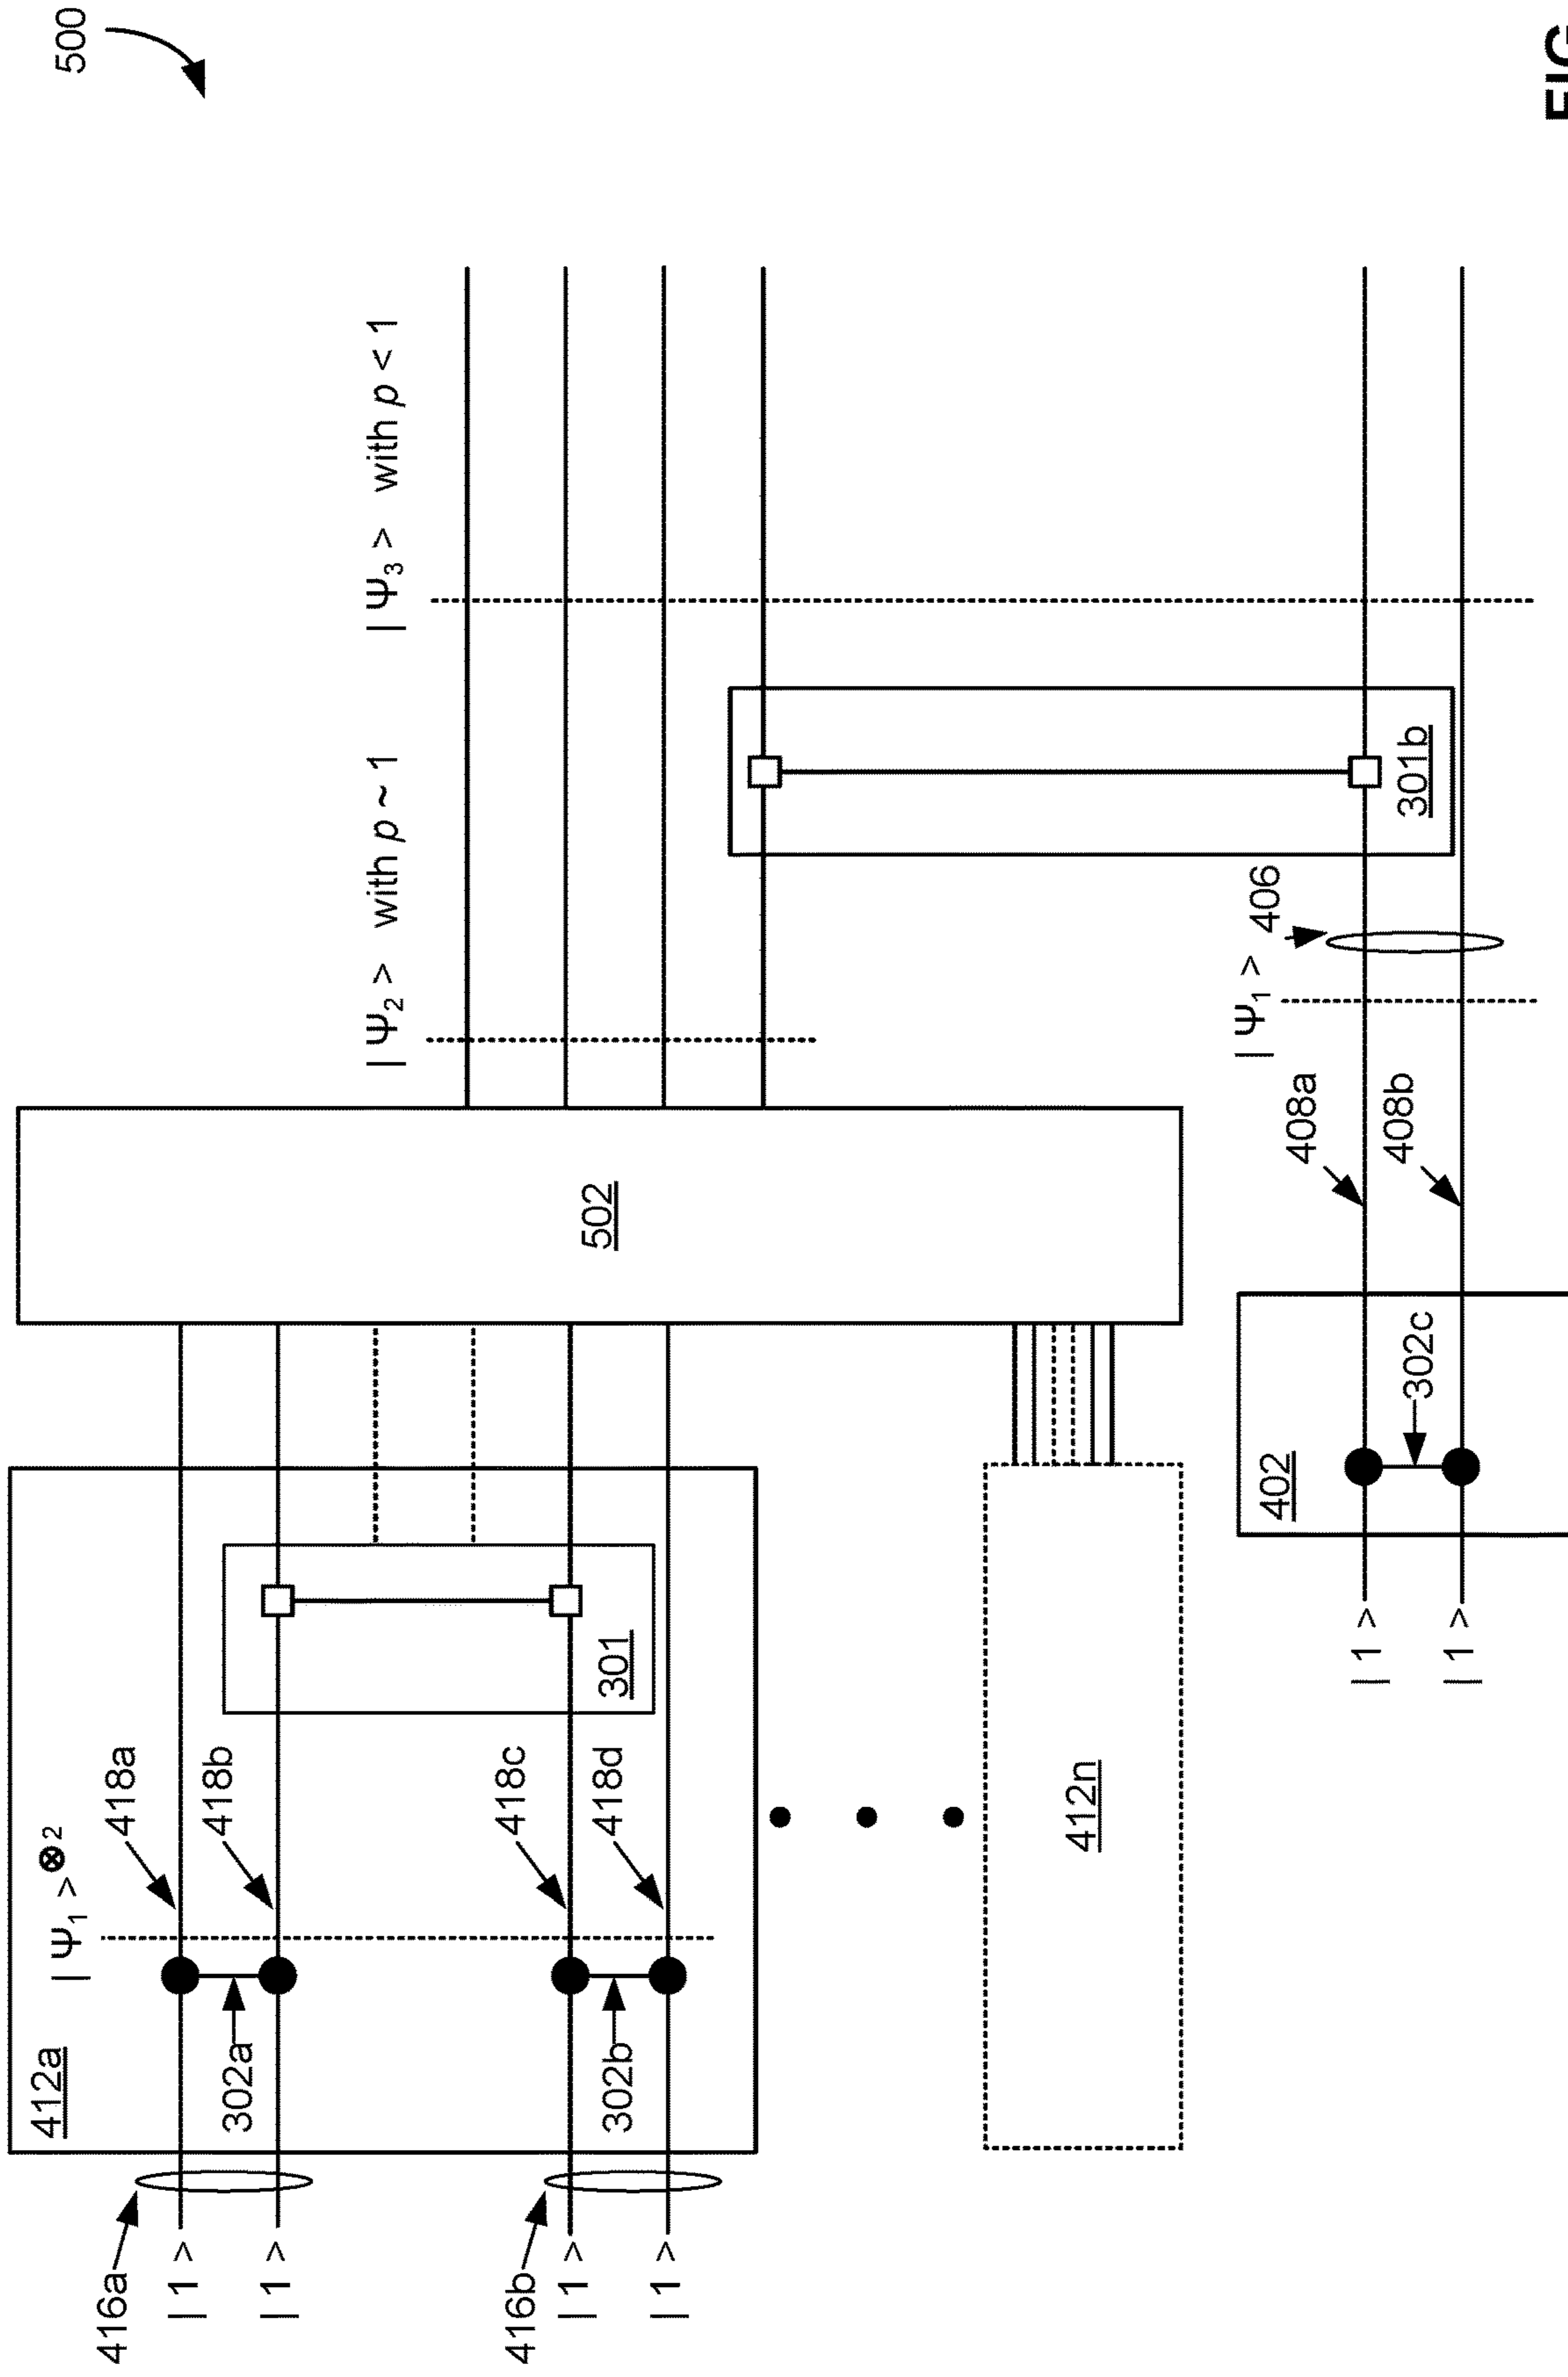 500
412a
| Ψ1 >⊗2
416a
418a
| 1 >
302a
418b
| 1 >
301
416b
418c
| 1 >
302b
418d
| 1 >
502
| Ψ2 > with p ~ 1
| Ψ3 > with p < 1
412n
402
| Ψ1 >
406
408a
| 1 >
302c
408b
| 1 >
301b
FIG